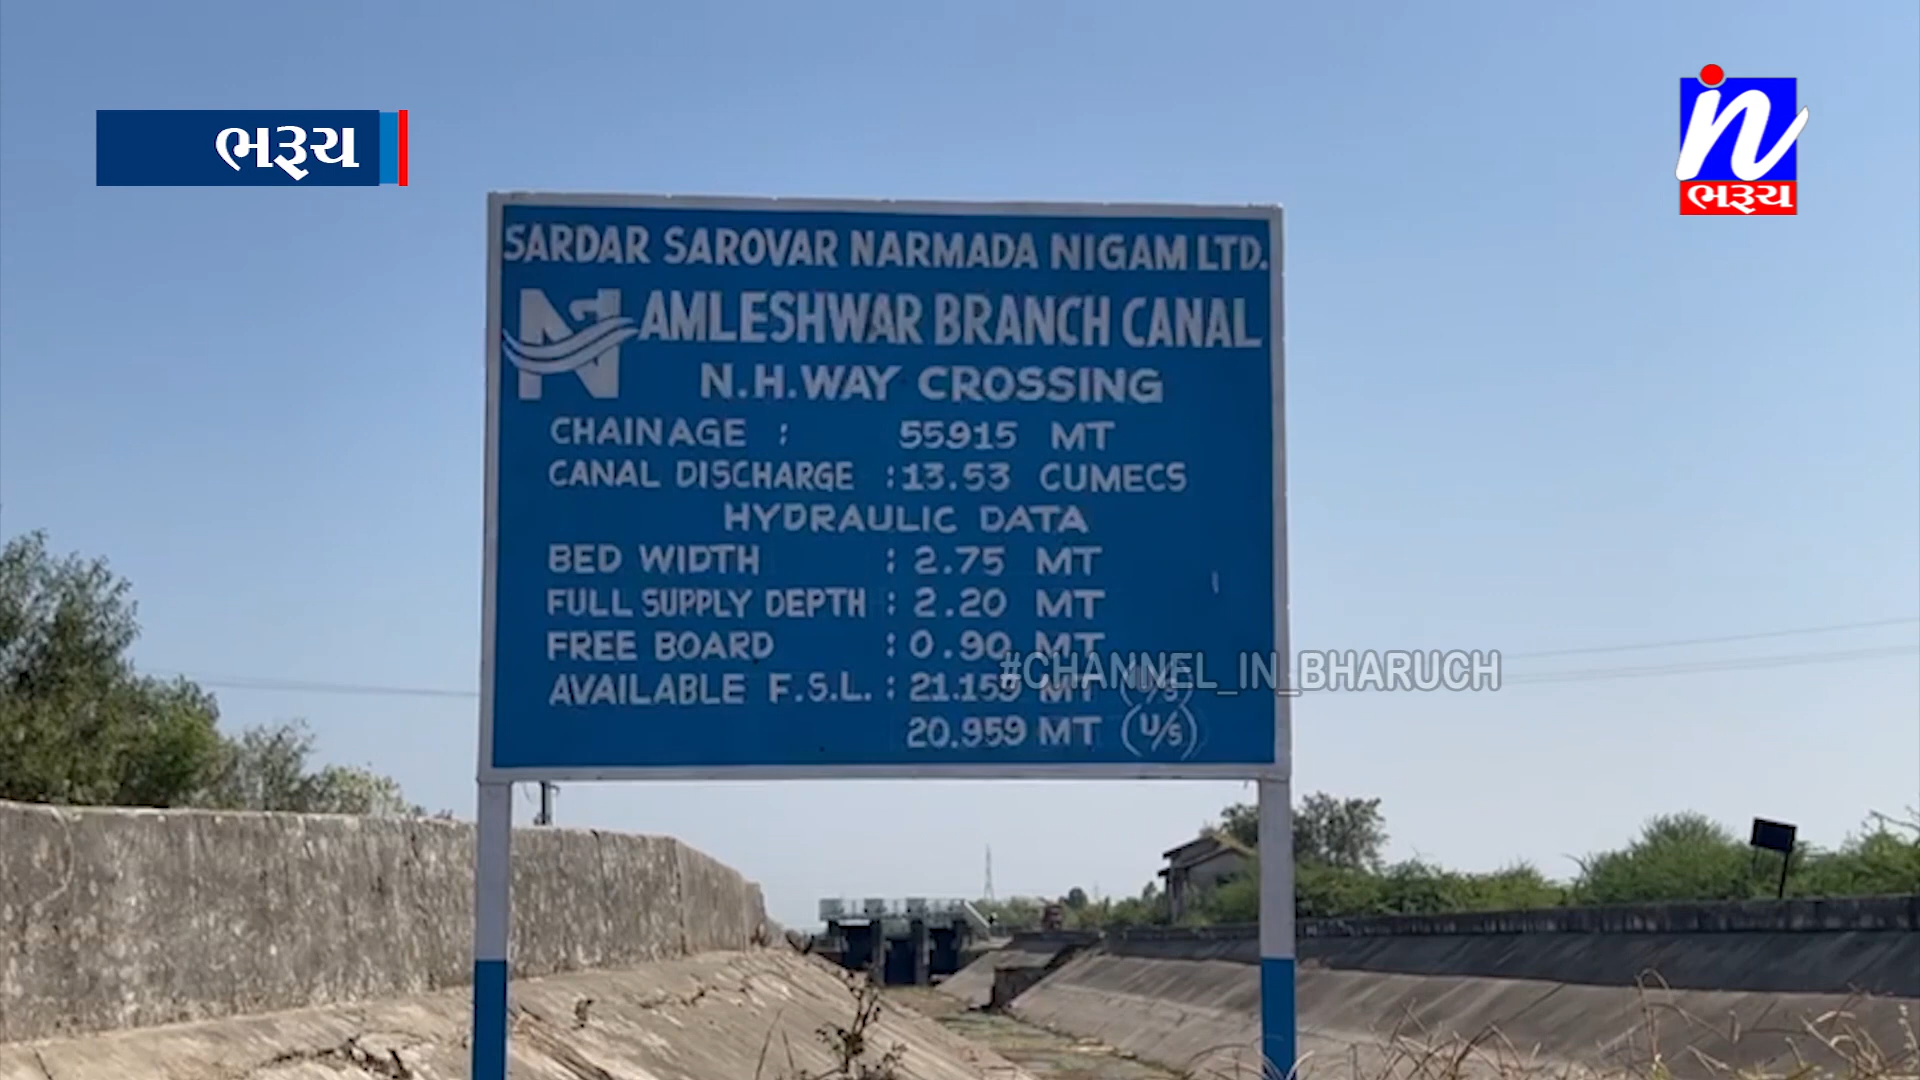 ભરૂચ
in
ભરૂચ
SARDAR SAROVAR NARMADA NIGAM LTD.
AMLESHWAR BRANCH CANAL
N.H.WAY CROSSING
CHAINAGE : 55915 MT
CANAL DISCHARGE : 13.53 CUMECS
HYDRAULIC DATA
BED WIDTH : 2.75 MT
FULL SUPPLY DEPTH : 2.20 MT
FREE BOARD : 0.90 MT
#CHANNEL_IN_BHARUCH
AVAILABLE F.S.L. : MT (U/S)
20.959 MT (U/S)